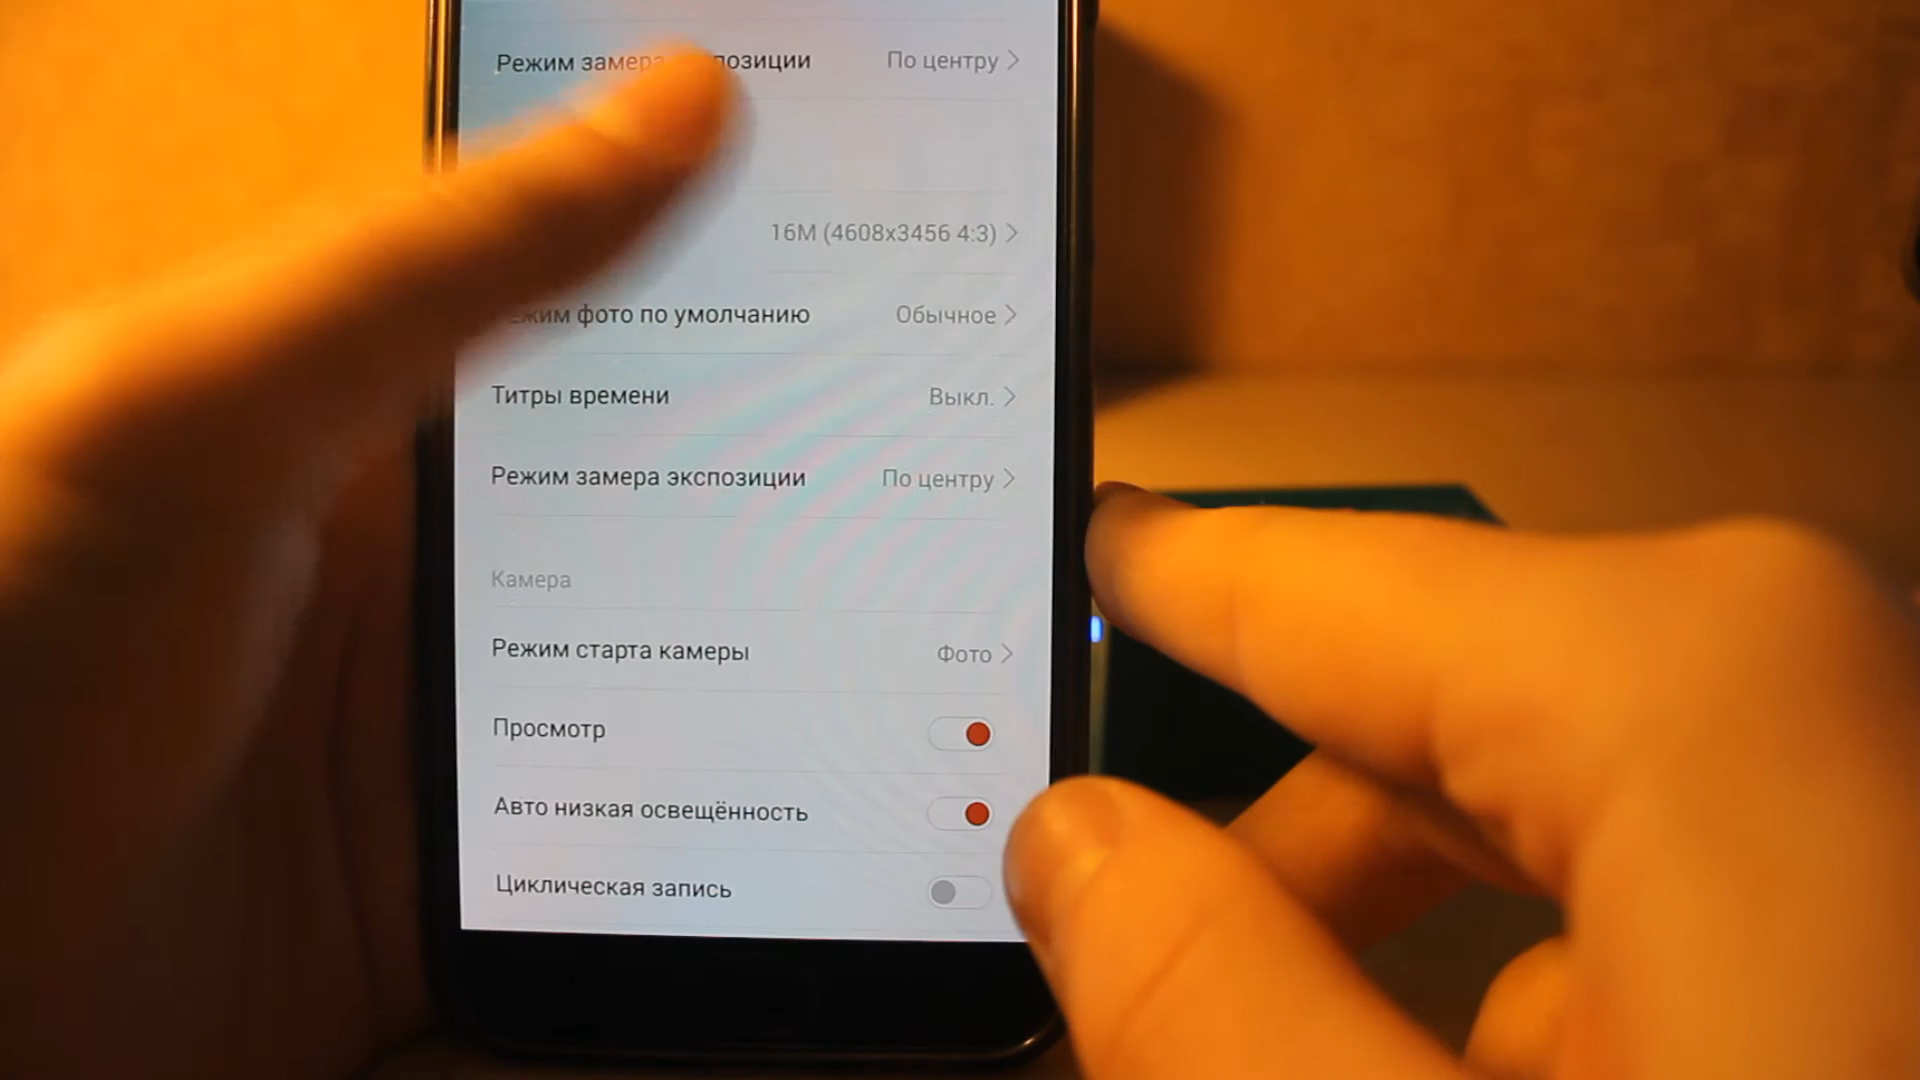 Режим замера позиции По центру
16M (4608x3456 4:3)
жим фото по умолчанию Обычное
Титры времени Выкл.
Режим замера экспозиции По центру
Камера
Режим старта камеры Фото
Просмотр
Авто низкая освещённость
Циклическая запись